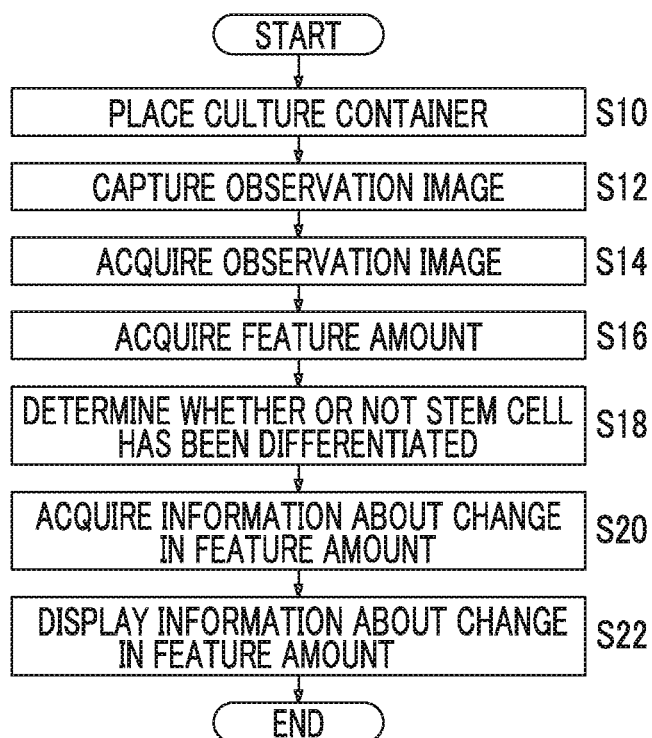 START
PLACE CULTURE CONTAINER S10
CAPTURE OBSERVATION IMAGE S12
ACQUIRE OBSERVATION IMAGE S14
ACQUIRE FEATURE AMOUNT S16
DETERMINE WHETHER OR NOT STEM CELL
HAS BEEN DIFFERENTIATED S18
ACQUIRE INFORMATION ABOUT CHANGE
IN FEATURE AMOUNT S20
DISPLAY INFORMATION ABOUT CHANGE
IN FEATURE AMOUNT S22
END